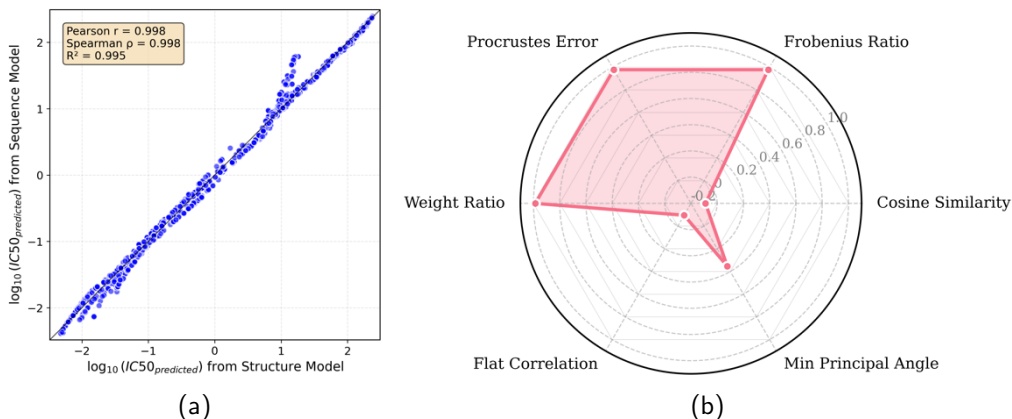 Pearson r = 0.998
Spearman ρ = 0.998
R² = 0.995
2
1
0
−1
−2
−2
−1
0
1
2
log₁₀(IC50ₚᵣₑ𝒹ᵢ𝒸ₜₑ𝒹) from Sequence Model
log₁₀(IC50ₚᵣₑ𝒹ᵢ𝒸ₜₑ𝒹) from Structure Model
(a)
Procrustes Error
Frobenius Ratio
1.0
0.8
0.6
0.4
0.2
0
-0.2
Weight Ratio
Cosine Similarity
Flat Correlation
Min Principal Angle
(b)